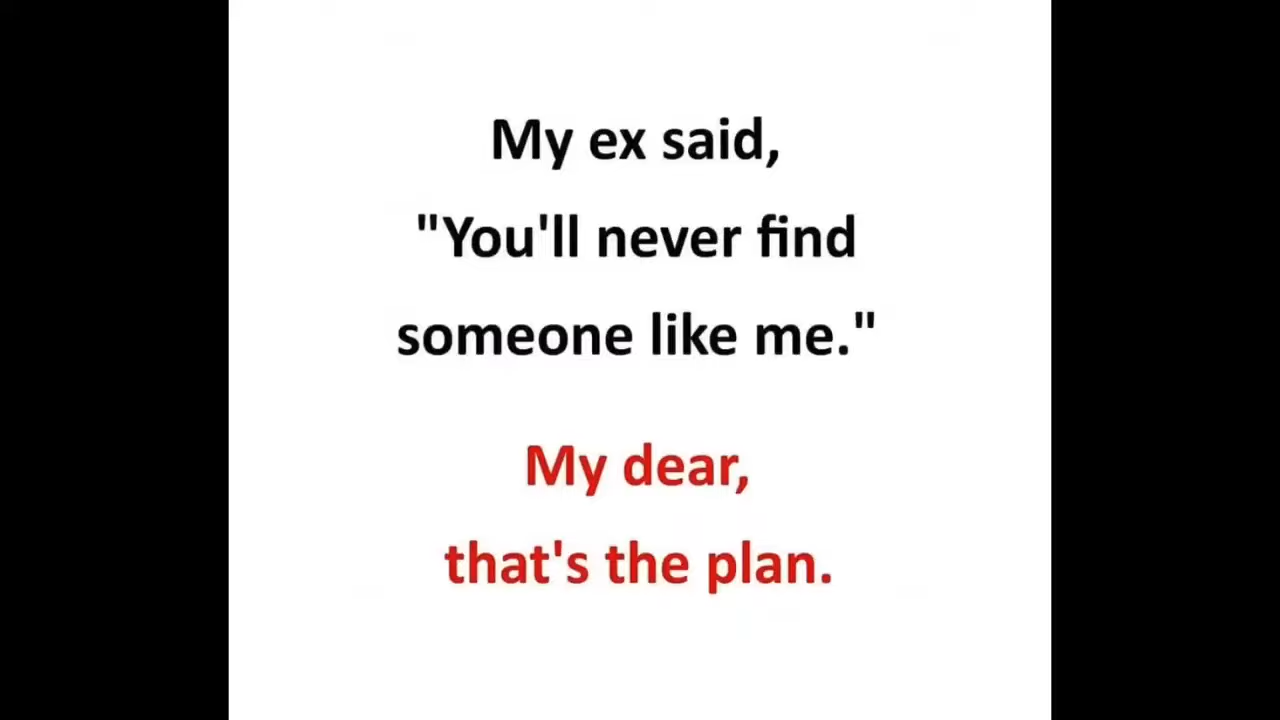 My ex said,
"You'll never find
someone like me."
My dear,
that's the plan.